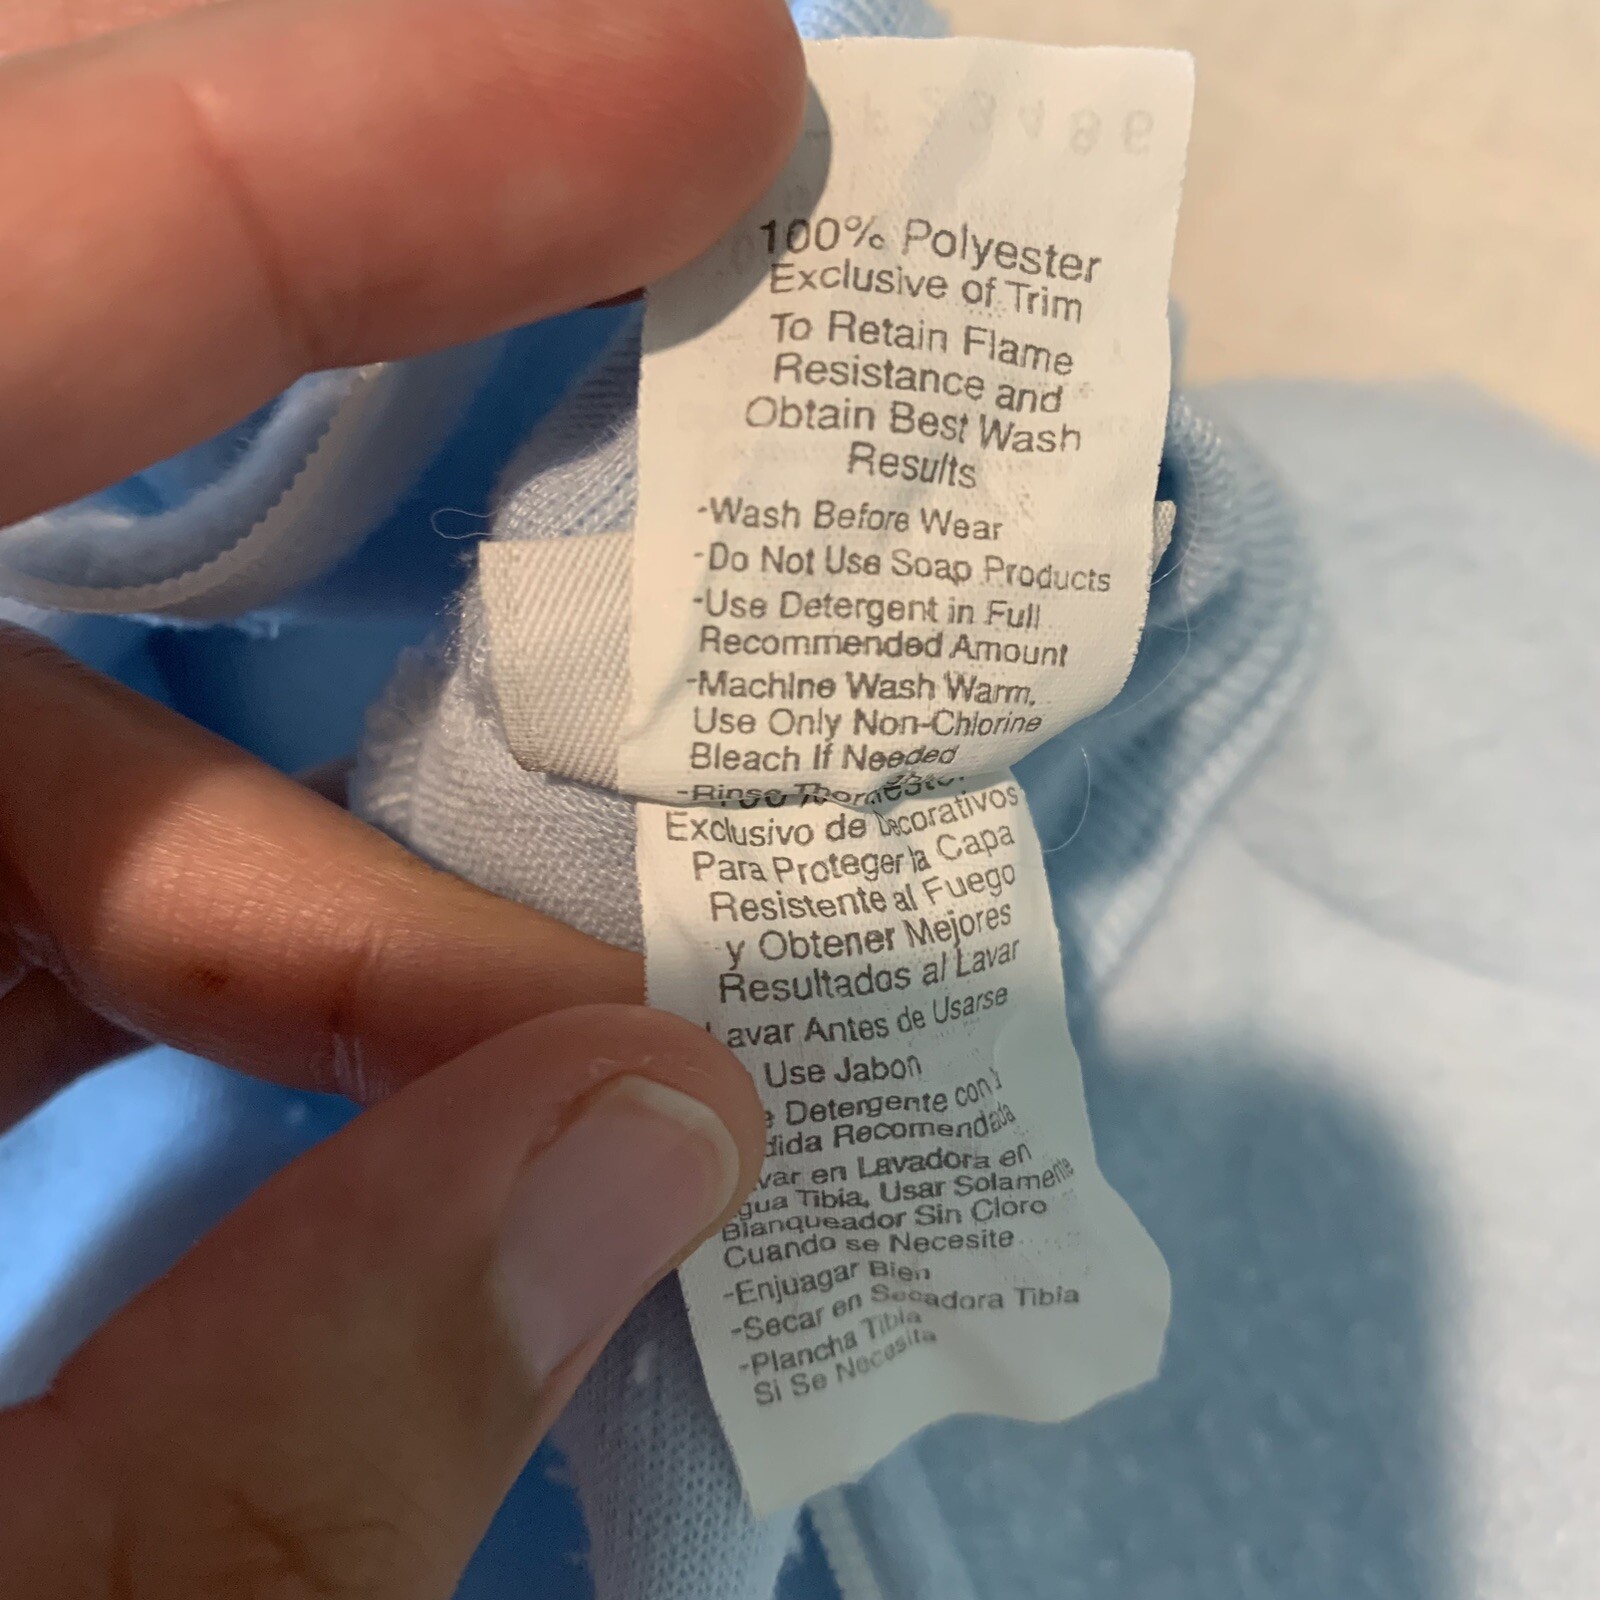 100% Polyester
Exclusive of Trim
To Retain Flame
Resistance and
Obtain Best Wash
Results
-Wash Before Wear
-Do Not Use Soap Products
-Use Detergent in Full
Recommended Amount
-Machine Wash Warm,
Use Only Non-Chlorine
Bleach If Needed
-Rinse
Exclusivo de Decorativos
Para Proteger la Capa
Resistente al Fuego
y Obtener Mejores
Resultados al Lavar
Lavar Antes de Usarse
Use Jabon
Detergente con
Recomendada
en Lavadora en
Tibia, Usar Solamente
Blanqueador Sin Cloro
Cuando se Necesite
-Enjuagar Bien
-Secar en Secadora Tibia
-Plancha Tibia
Si Se Necesita